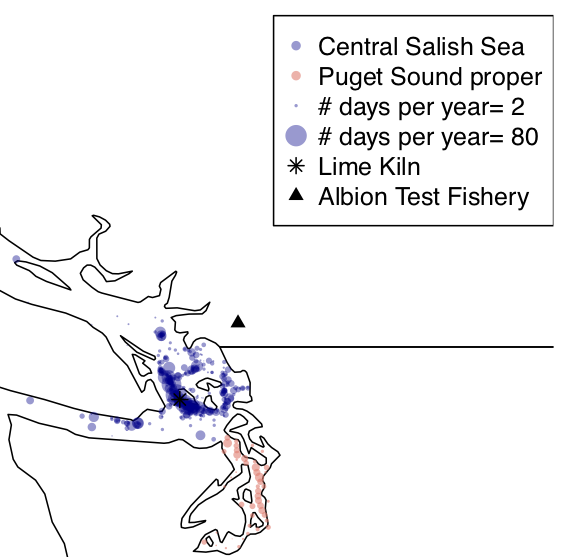 Central Salish Sea
Puget Sound proper
# days per year= 2
# days per year= 80
Lime Kiln
Albion Test Fishery